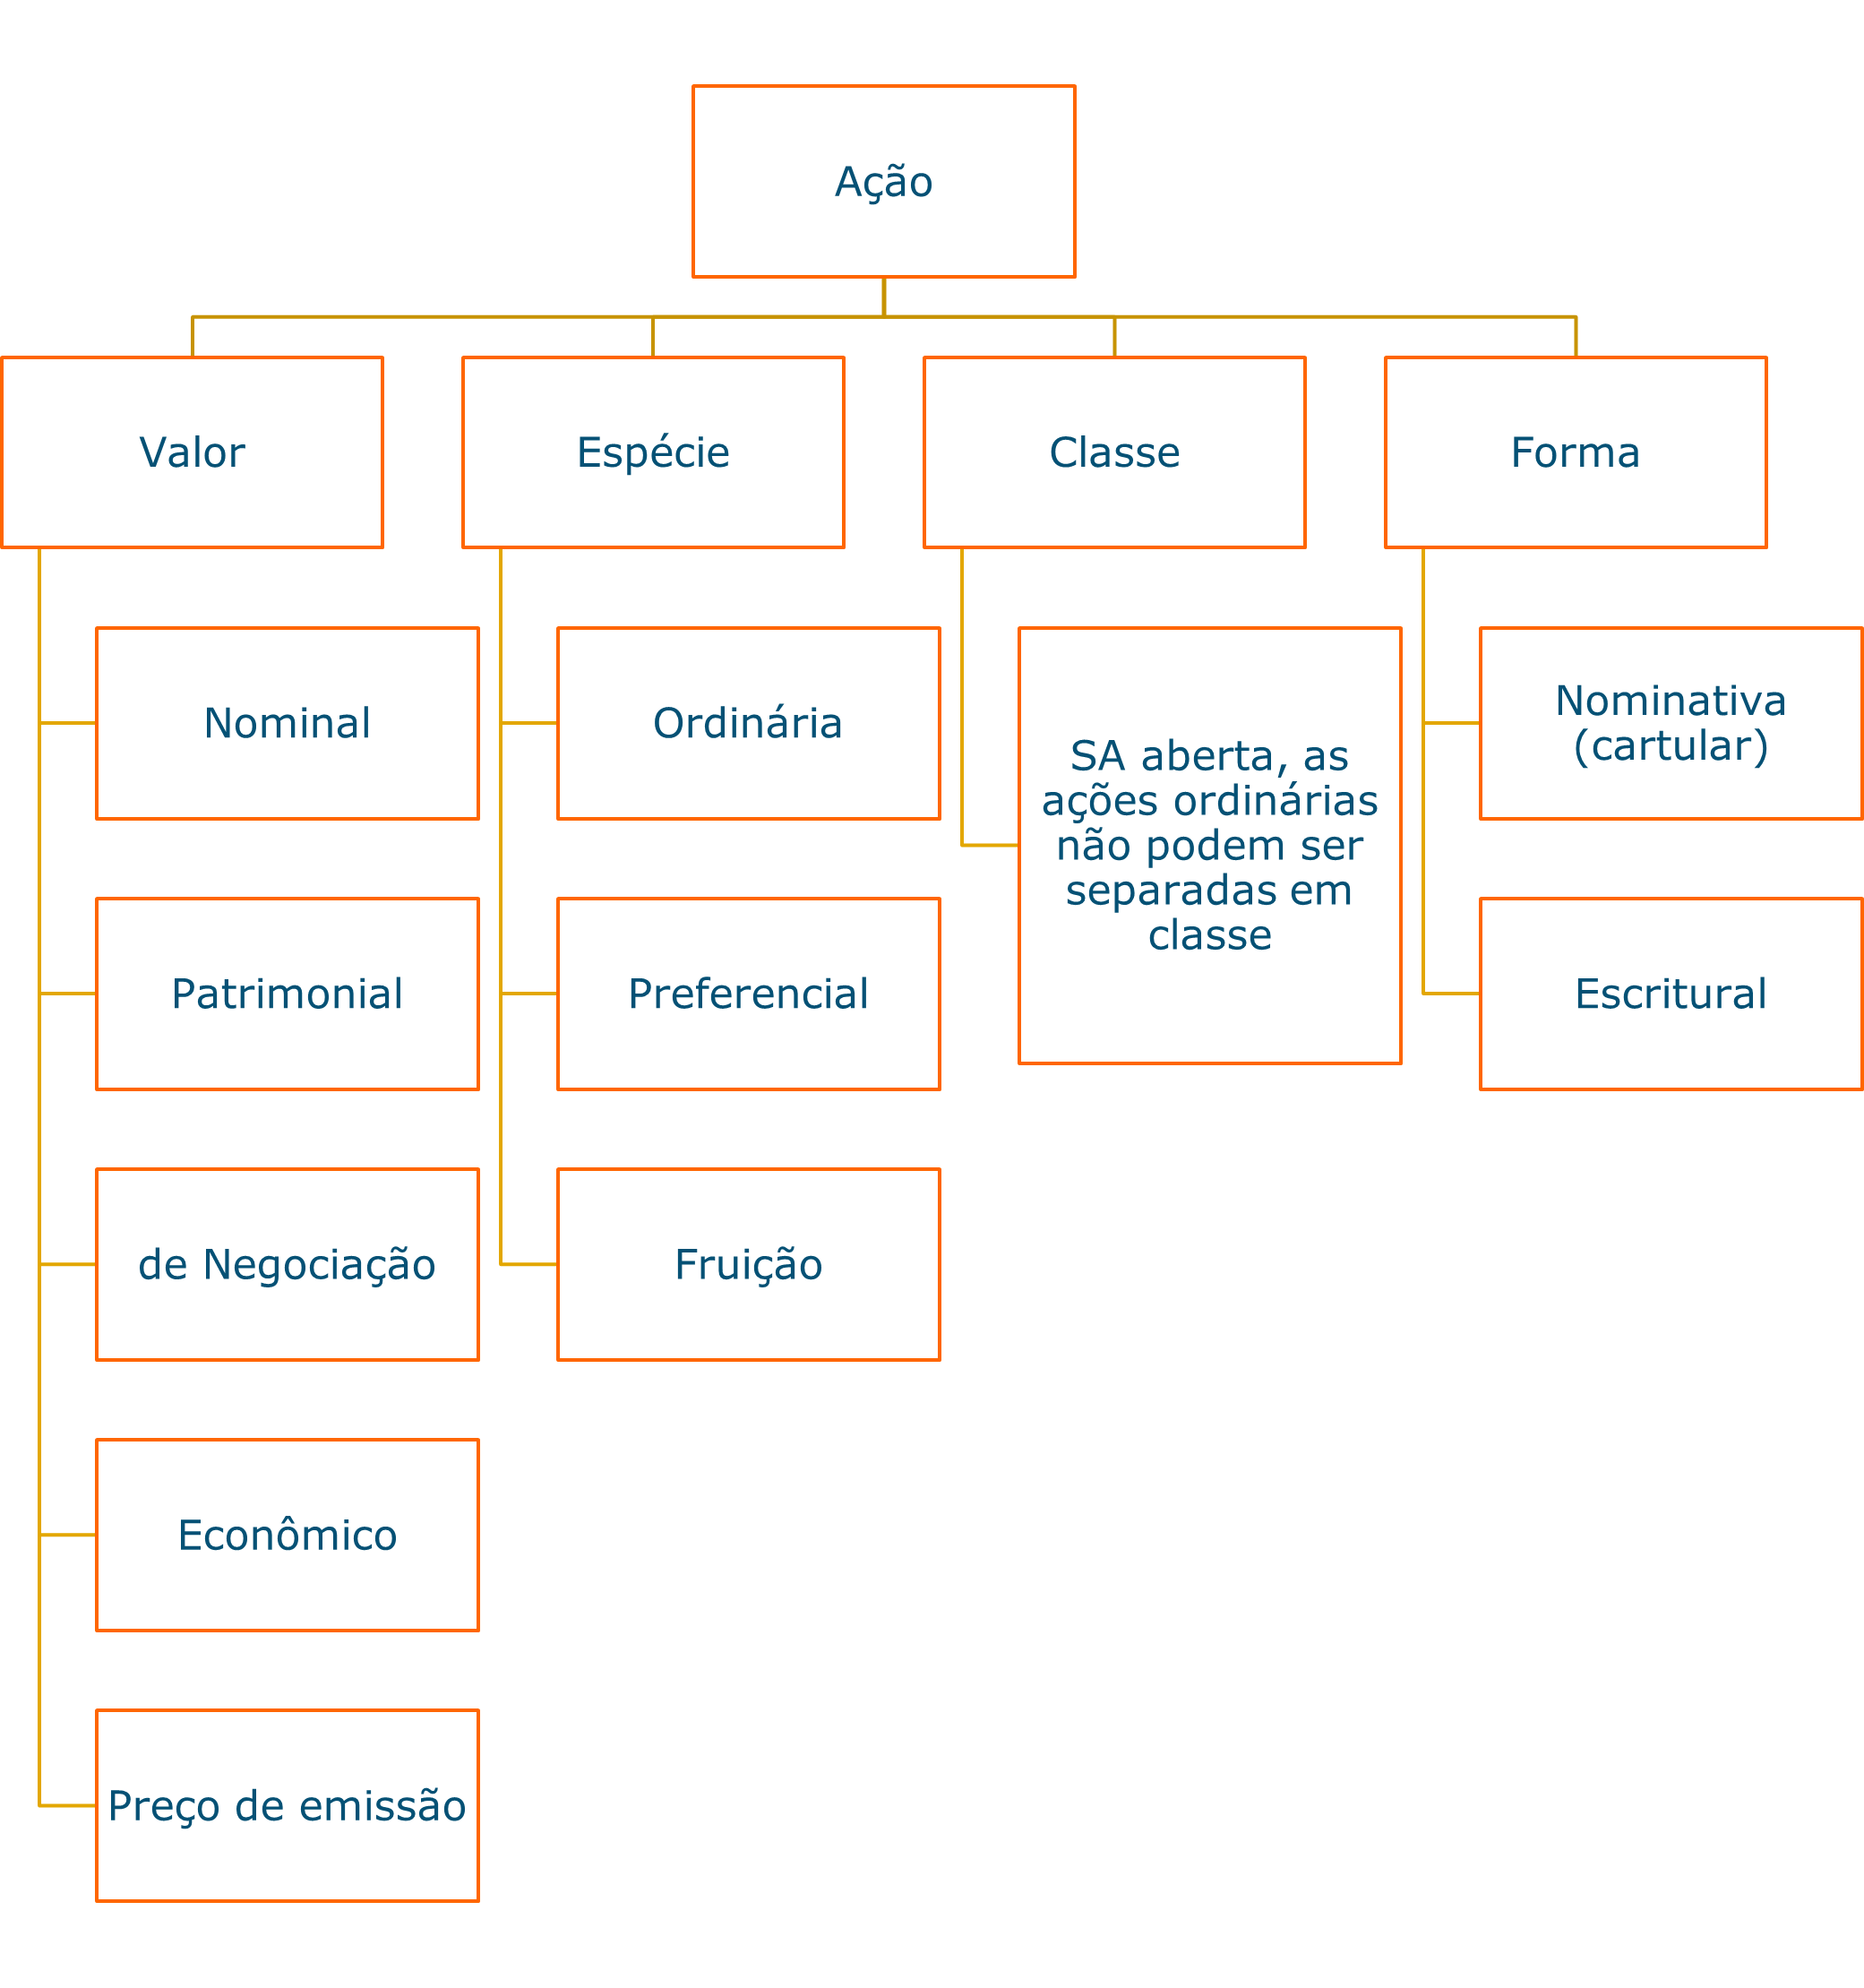 Ação
Valor
Espécie
Classe
Forma
Nominal
Patrimonial
de Negociação
Econômico
Preço de emissão
Ordinária
Preferencial
Fruição
SA aberta, as
ações ordinárias
não podem ser
separadas em
classe
Nominativa
(cartular)
Escritural